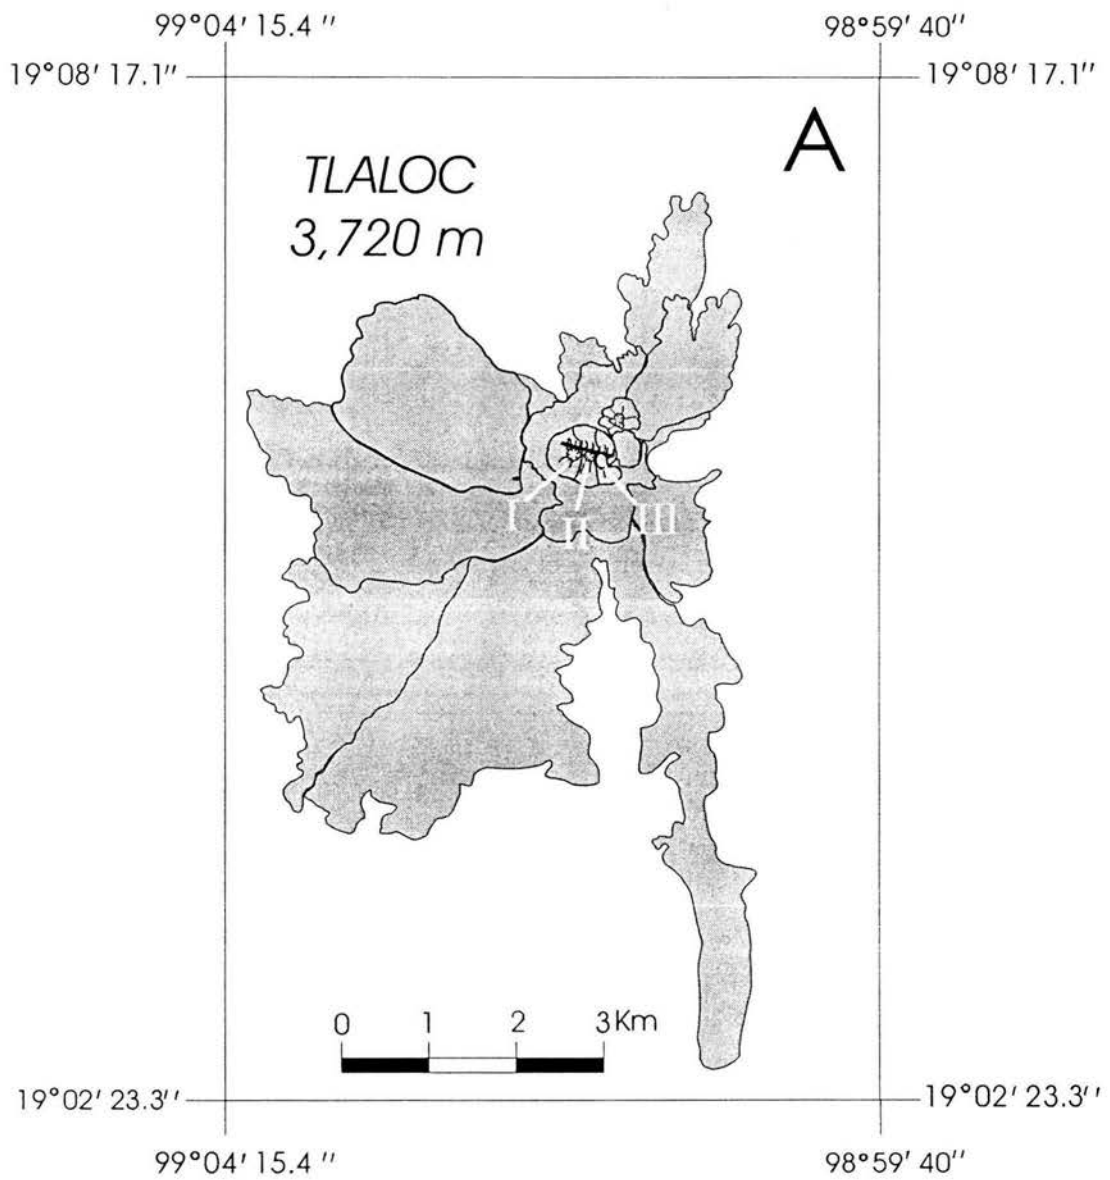 99°04' 15.4 "
98°59' 40"
19°08' 17.1"
19°08' 17.1"
A
TLALOC
3,720 m
I
II
III
0 1 2 3 Km
19°02' 23.3''
19°02' 23.3''
99°04' 15.4 "
98°59' 40''